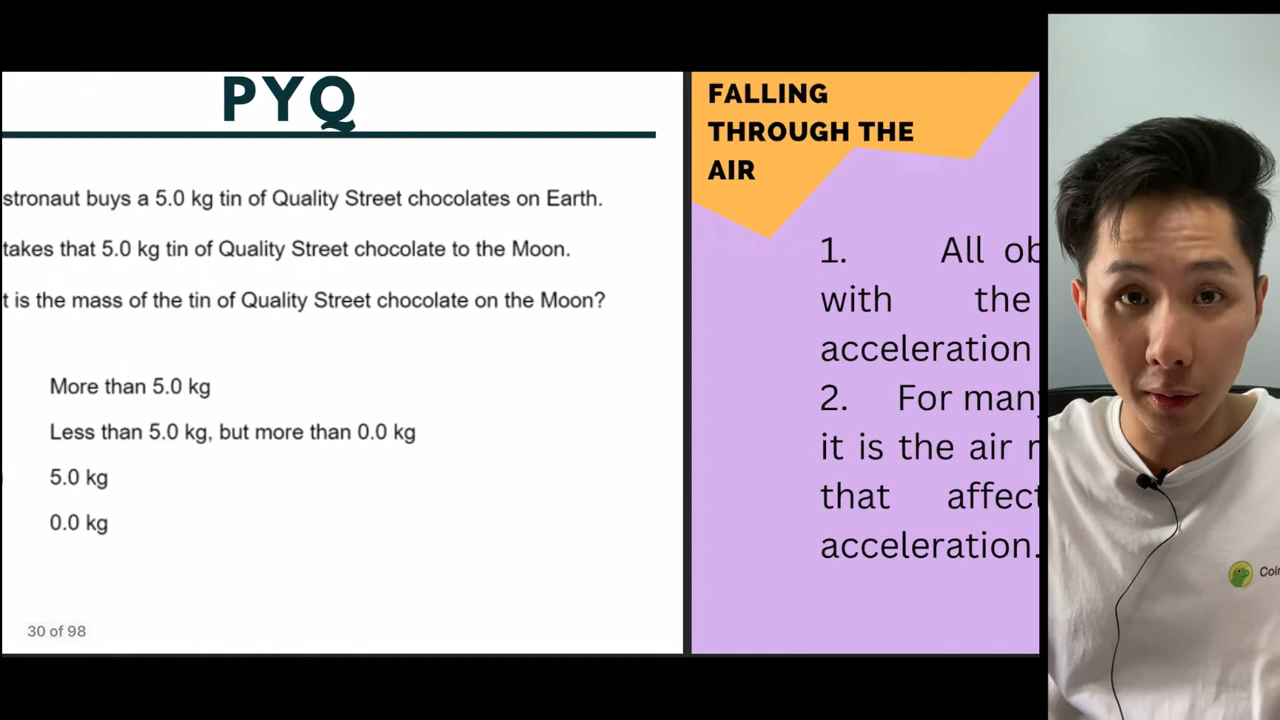 PYQ
stronaut buys a 5.0 kg tin of Quality Street chocolates on Earth.
takes that 5.0 kg tin of Quality Street chocolate to the Moon.
t is the mass of the tin of Quality Street chocolate on the Moon?
More than 5.0 kg
Less than 5.0 kg, but more than 0.0 kg
5.0 kg
0.0 kg
30 of 98
FALLING
THROUGH THE
AIR
1. All ob
with the
acceleration
2. For many
it is the air r
that affect
acceleration.
Coin